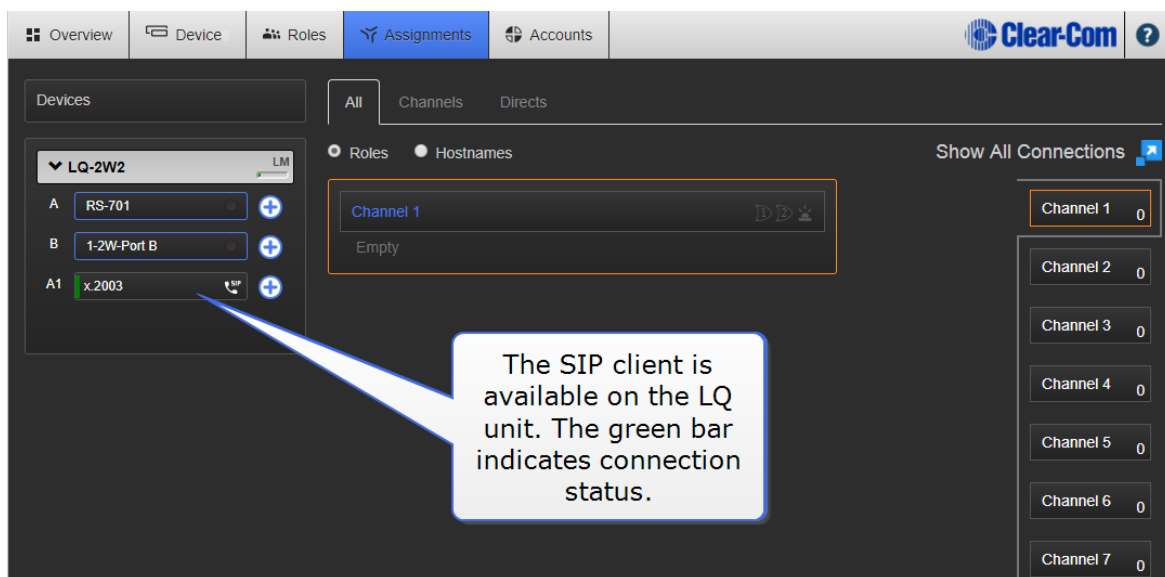 Overview Device Roles Assignments Accounts Clear-Com ?
Devices
All Channels Directs
LQ-2W2 LM
Roles Hostnames
Show All Connections
A RS-701
B 1-2W-Port B
A1 x.2003 SIP
Channel 1 1 2
Empty
Channel 1 0
Channel 2 0
Channel 3 0
Channel 4 0
Channel 5 0
Channel 6 0
Channel 7 0
The SIP client is
available on the LQ
unit. The green bar
indicates connection
status.